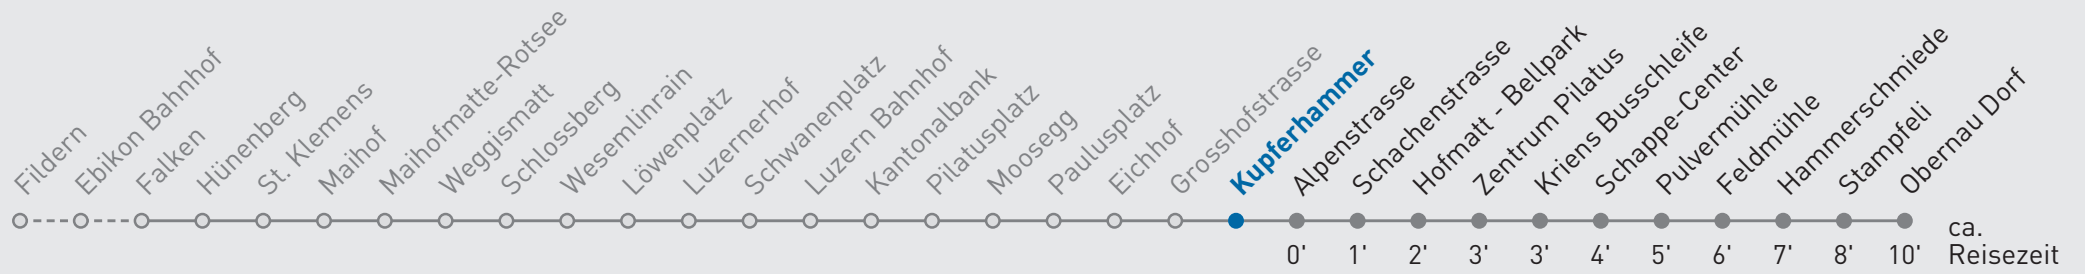 Fildern
Ebikon Bahnhof
Falken
Hünenberg
St. Klemens
Maihof
Maihofmatte-Rotsee
Weggismatt
Schlossberg
Wesemlinrain
Löwenplatz
Luzernerhof
Schwanenplatz
Luzern Bahnhof
Kantonalbank
Pilatusplatz
Moosegg
Paulusplatz
Eichhof
Grosshofstrasse
Kupferhammer
Alpenstrasse
Schachenstrasse
Hofmatt - Bellpark
Zentrum Pilatus
Kriens Busschleife
Schappe-Center
Pulvermühle
Feldmühle
Hammerschmiede
Stampfeli
Obernau Dorf
0' 1' 2' 3' 3' 4' 5' 6' 7' 8' 10'
ca.
Reisezeit